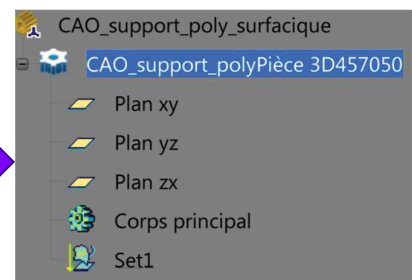 CAO_support_poly_surfacique
CAO_support_polyPièce 3D457050
Plan xy
Plan yz
Plan zx
Corps principal
Set1